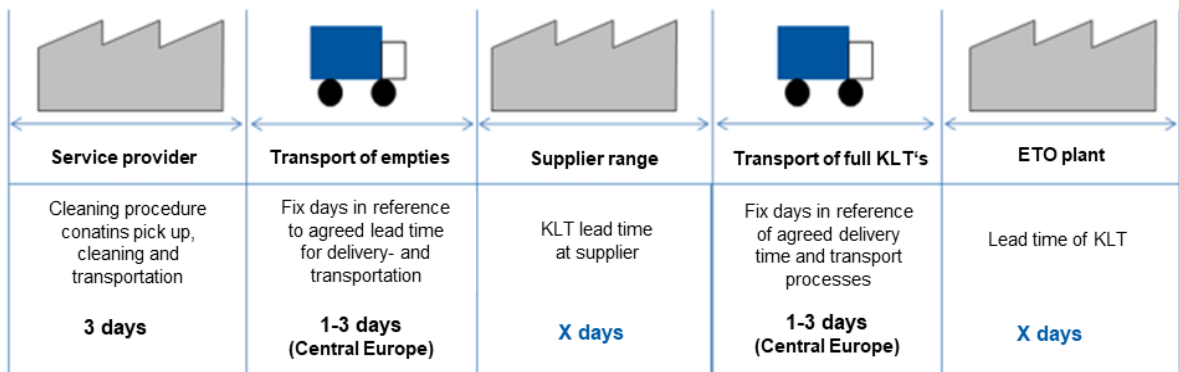 Service provider
Transport of empties
Supplier range
Transport of full KLT‘s
ETO plant
Cleaning procedure
conatins pick up,
cleaning and
transportation
3 days
Fix days in reference
to agreed lead time
for delivery- and
transportation
1-3 days
(Central Europe)
KLT lead time
at supplier
X days
Fix days in reference
of agreed delivery
time and transport
processes
1-3 days
(Central Europe)
Lead time of KLT
X days